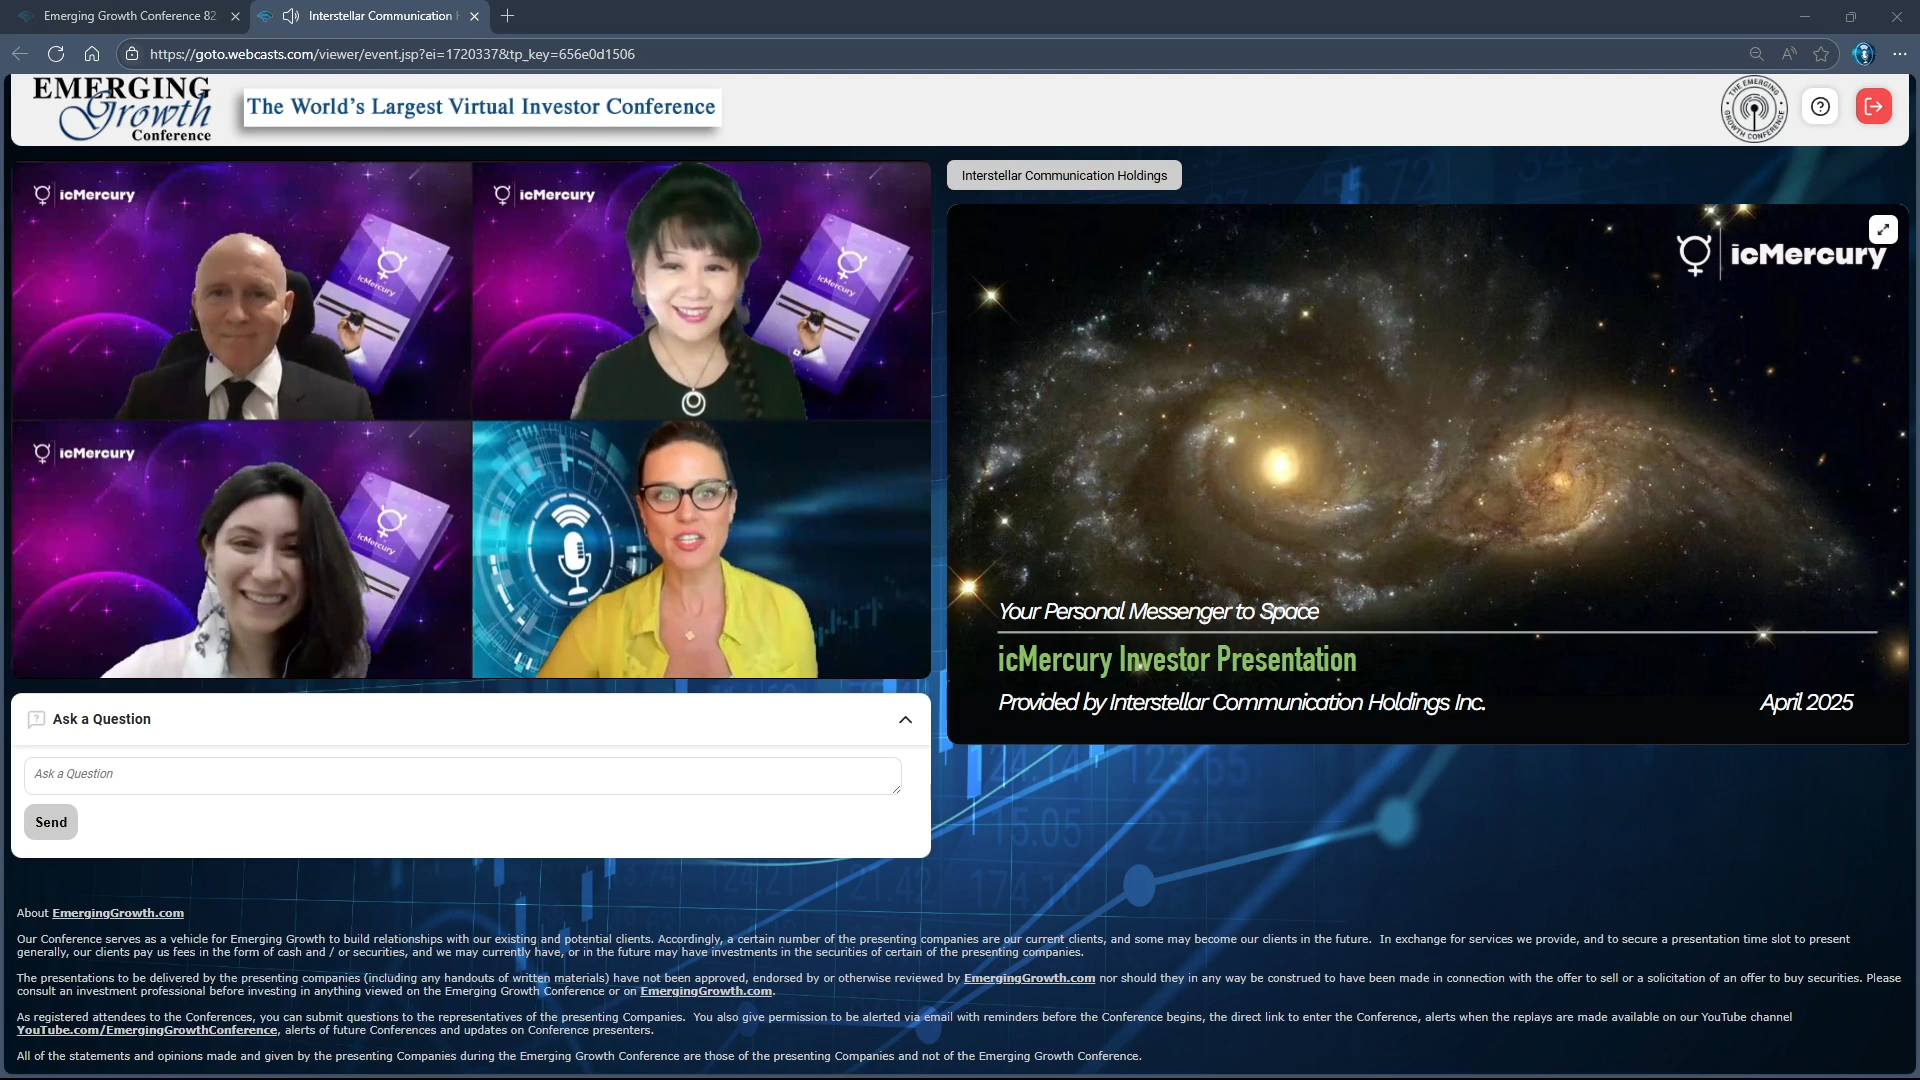 Emerging Growth Conference 82
Interstellar Communication H
https://goto.webcasts.com/viewer/event.jsp?ei=1720337&tp_key=656e0d1506
EMERGING
Growth
Conference
The World's Largest Virtual Investor Conference
THE EMERGING
GROWTH CONFERENCE
icMercury
icMercury
icMercury
icMercury
icMercury
icMercury
Interstellar Communication Holdings
icMercury
Your Personal Messenger to Space
icMercury Investor Presentation
Provided by Interstellar Communication Holdings Inc.
April 2025
Ask a Question
Ask a Question
Send
About EmergingGrowth.com
Our Conference serves as a vehicle for Emerging Growth to build relationships with our existing and potential clients. Accordingly, a certain number of the presenting companies are our current clients, and some may become our clients in the future.  In exchange for services we provide, and to secure a presentation time slot to present
generally, our clients pay us fees in the form of cash and / or securities, and we may currently have, or in the future may have investments in the securities of certain of the presenting companies.
The presentations to be delivered by the presenting companies (including any handouts of written materials) have not been approved, endorsed by or otherwise reviewed by EmergingGrowth.com nor should they in any way be construed to have been made in connection with the offer to sell or a solicitation of an offer to buy securities. Please
consult an investment professional before investing in anything viewed on the Emerging Growth Conference or on EmergingGrowth.com.
As registered attendees to the Conferences, you can submit questions to the representatives of the presenting Companies.  You also give permission to be alerted via email with reminders before the Conference begins, the direct link to enter the Conference, alerts when the replays are made available on our YouTube channel
YouTube.com/EmergingGrowthConference, alerts of future Conferences and updates on Conference presenters.
All of the statements and opinions made and given by the presenting Companies during the Emerging Growth Conference are those of the presenting Companies and not of the Emerging Growth Conference.